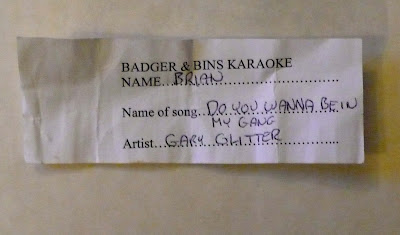 BADGER & BINS KARAOKE
NAME...BRIAN..............................
Name of song...DO YOU WANNA BE IN
MY GANG
Artist....GARY GLITTER................